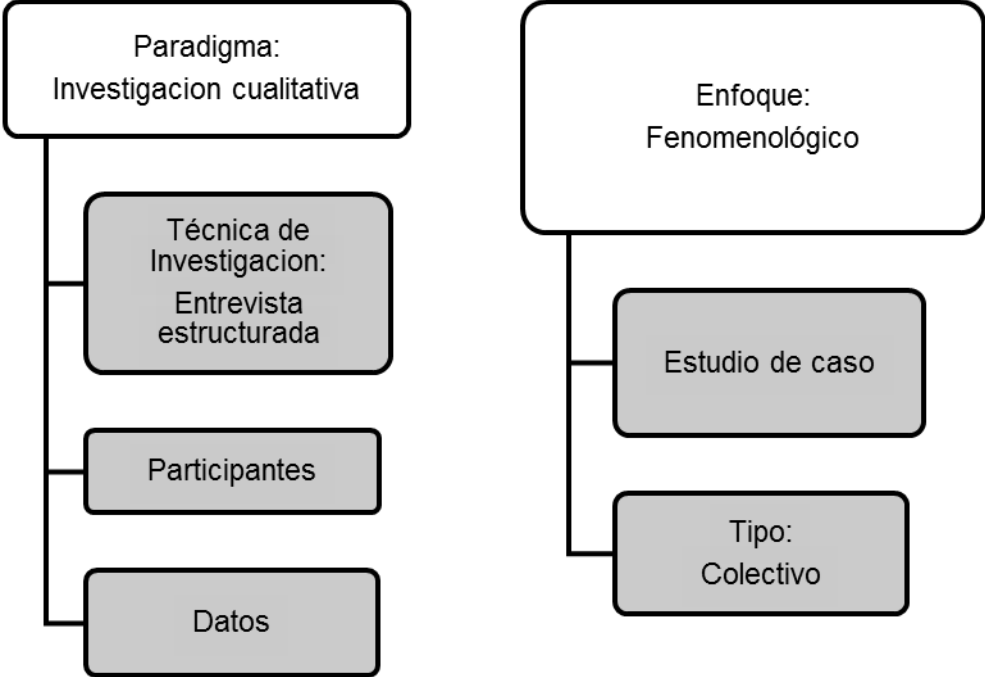 Paradigma:
Investigacion cualitativa
Técnica de
Investigacion:
Entrevista
estructurada
Participantes
Datos
Enfoque:
Fenomenológico
Estudio de caso
Tipo:
Colectivo